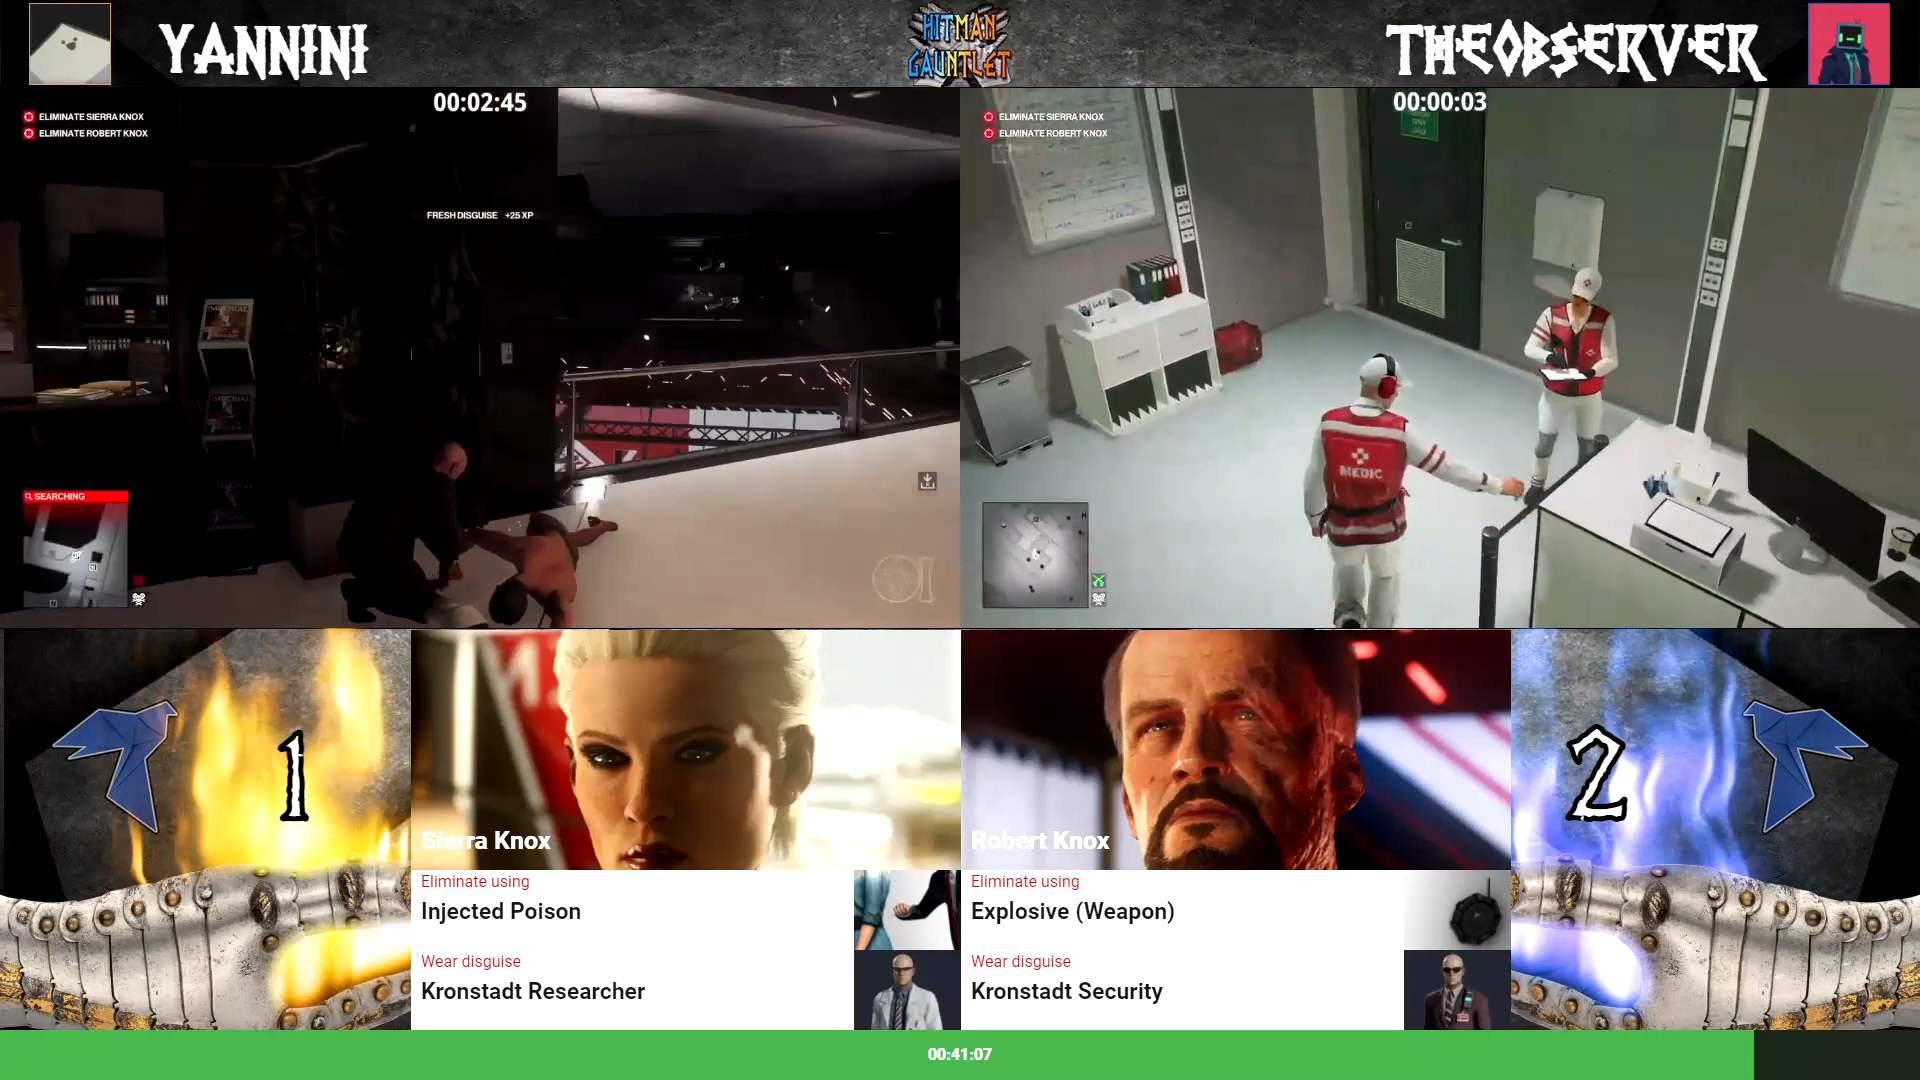 YANNINI
HITMAN
GAUNTLET
THEOBSERVER
00:02:45
ELIMINATE SIERRA KNOX
ELIMINATE ROBERT KNOX
FRESH DISGUISE +25 XP
IMPERIAL
IMPERIAL
SEARCHING
N
00:00:03
ELIMINATE SIERRA KNOX
ELIMINATE ROBERT KNOX
MEDIC
N
1
Sierra Knox
Eliminate using
Injected Poison
Wear disguise
Kronstadt Researcher
Robert Knox
Eliminate using
Explosive (Weapon)
Wear disguise
Kronstadt Security
2
00:41:07